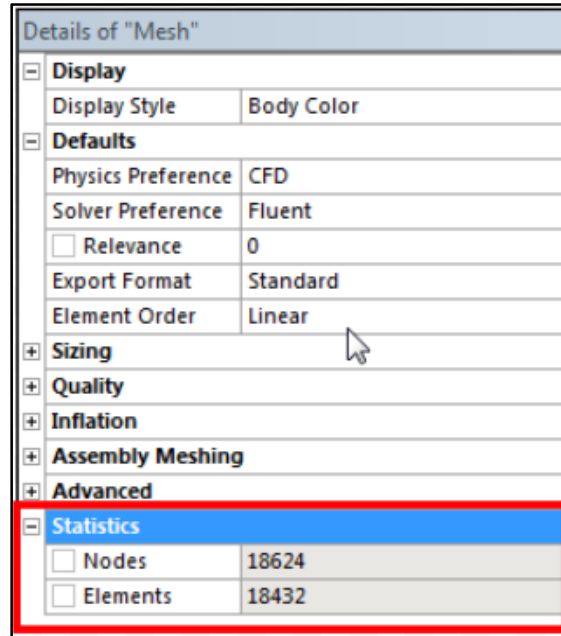 Details of "Mesh"
Display
Display Style Body Color
Defaults
Physics Preference CFD
Solver Preference Fluent
Relevance 0
Export Format Standard
Element Order Linear
Sizing
Quality
Inflation
Assembly Meshing
Advanced
Statistics
Nodes 18624
Elements 18432